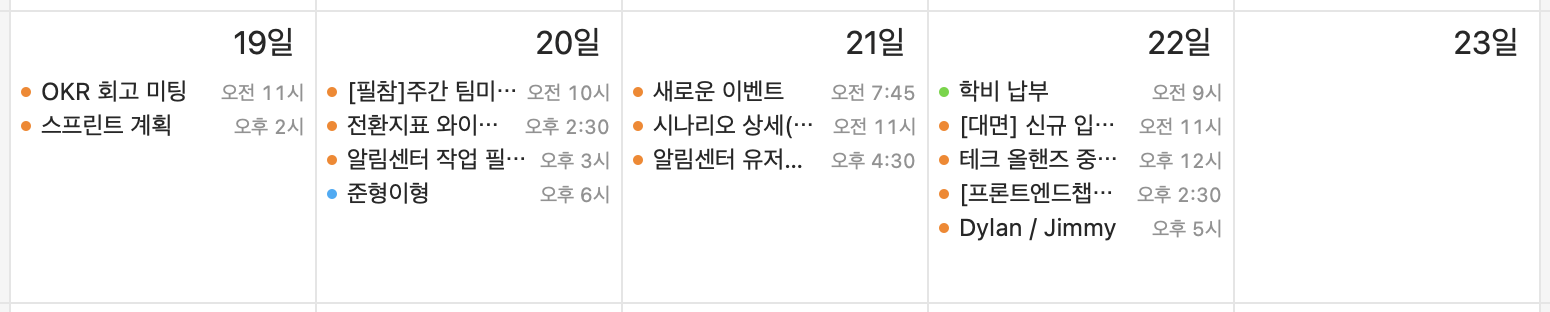 19일
OKR 회고 미팅 오전 11시
스프린트 계획 오후 2시
20일
[필참]주간 팀미… 오전 10시
전환지표 와이… 오후 2:30
알림센터 작업 필… 오후 3시
준형이형 오후 6시
21일
새로운 이벤트 오전 7:45
시나리오 상세(… 오전 11시
알림센터 유저... 오후 4:30
22일
학비 납부 오전 9시
[대면] 신규 입… 오전 11시
테크 올핸즈 중… 오후 12시
[프론트엔드챕… 오후 2:30
Dylan / Jimmy 오후 5시
23일